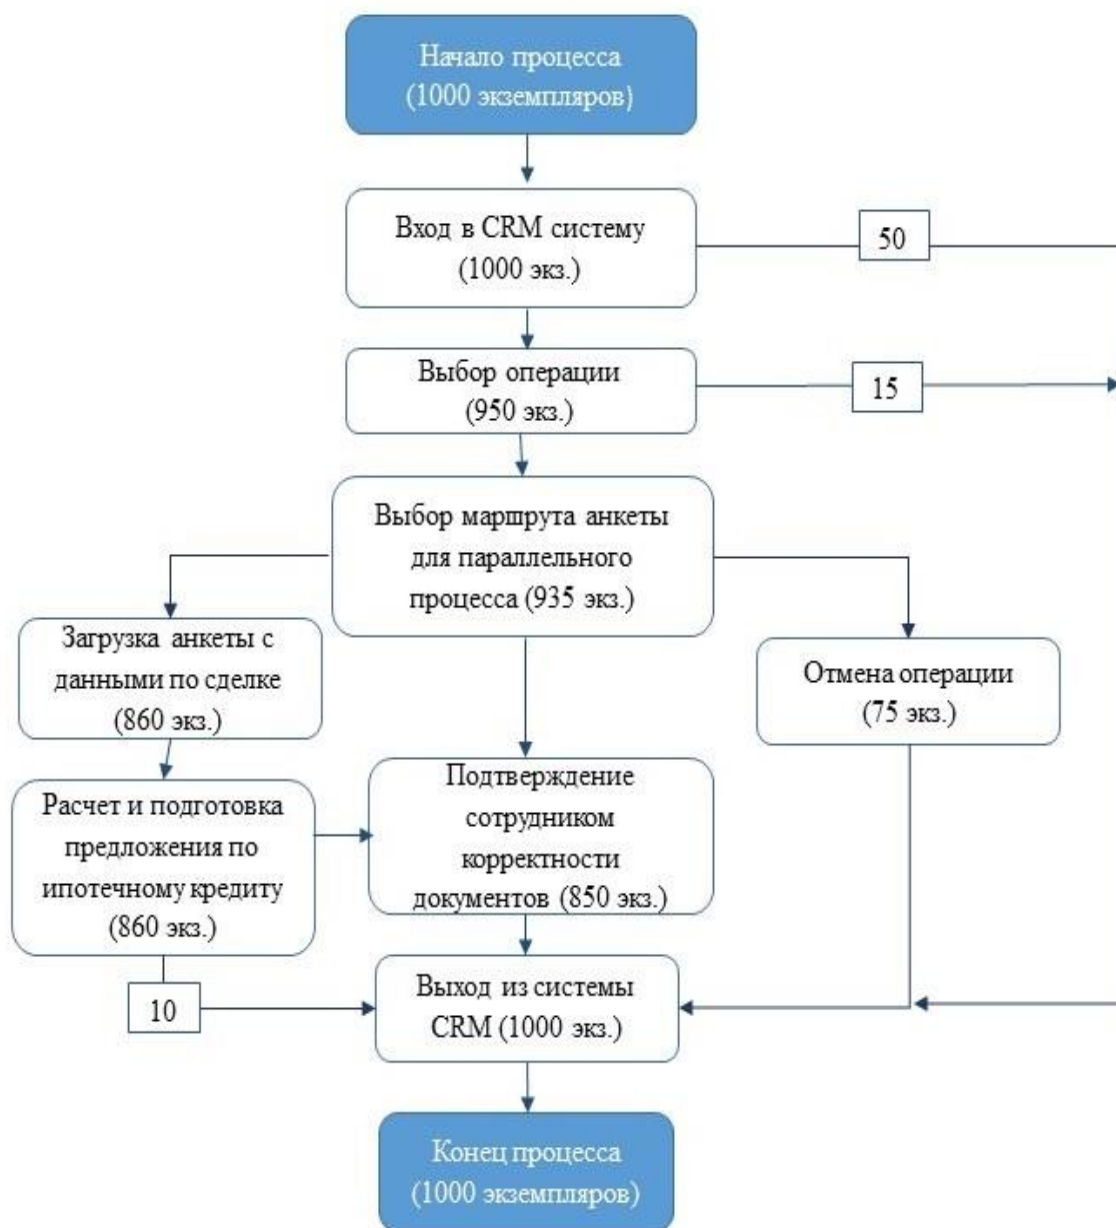 Начало процесса
(1000 экземпляров)
Вход в CRM систему
(1000 экз.)
50
Выбор операции
(950 экз.)
15
Выбор маршрута анкеты
для параллельного
процесса (935 экз.)
Загрузка анкеты с
данными по сделке
(860 экз.)
Отмена операции
(75 экз.)
Расчет и подготовка
предложения по
ипотечному кредиту
(860 экз.)
Подтверждение
сотрудником
корректности
документов (850 экз.)
10
Выход из системы
CRM (1000 экз.)
Конец процесса
(1000 экземпляров)